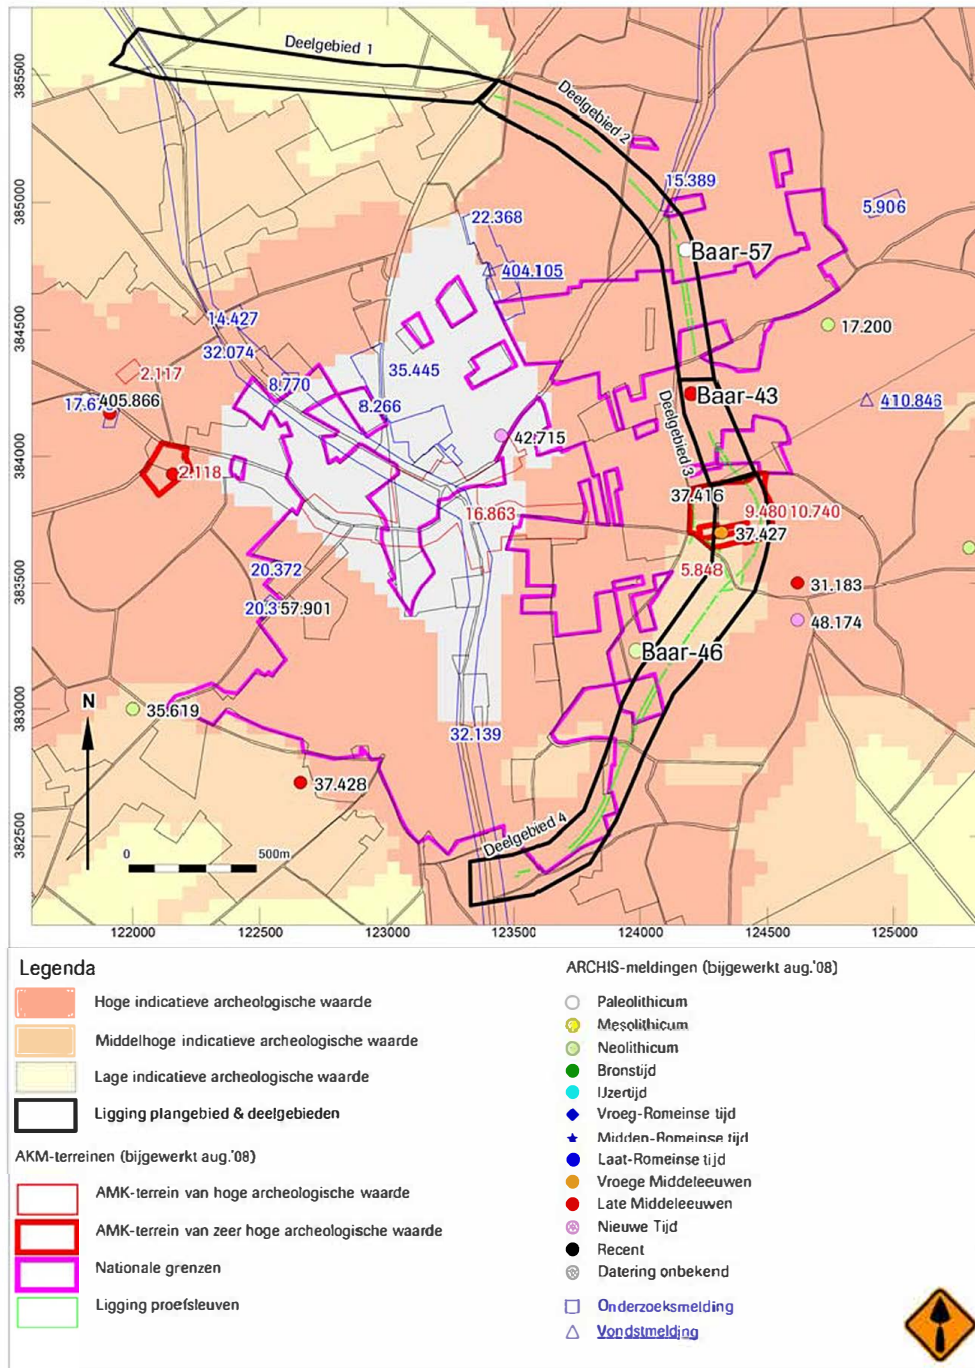 Deelgebied 1
385500
Deelgebied 2
15.389
385000
22.368
5.906
Baar-57
404.105
14.427
384500
17.200
32.074
2.117
35.445
8.770
Baar-43
405.866
8.266
410.846
42.715
Deelgebied 3
384000
2.118
37.416
16.863
9.480 10.740
37.427
20.372
5.848
383500
31.183
57.901
48.174
Baar-46
N
35.619
383000
32.139
37.428
Deelgebied 4
382500
0 500m
122000 122500 123000 123500 124000 124500 125000
Legenda
Hoge indicatieve archeologische waarde
Middelhoge indicatieve archeologische waarde
Lage indicatieve archeologische waarde
Ligging plangebied & deelgebieden
AKM-terreinen (bijgewerkt aug.'08)
AMK-terrein van hoge archeologische waarde
AMK-terrein van zeer hoge archeologische waarde
Nationale grenzen
Ligging proefsleuven
ARCHIS-meldingen (bijgewerkt aug.'08)
Paleolithicum
Mesolithicum
Neolithicum
Bronstijd
IJzertijd
Vroeg-Romeinse tijd
Midden-Romeinse tijd
Laat-Romeinse tijd
Vroege Middeleeuwen
Late Middeleeuwen
Nieuwe Tijd
Recent
Datering onbekend
Onderzoeksmelding
Vondstmelding